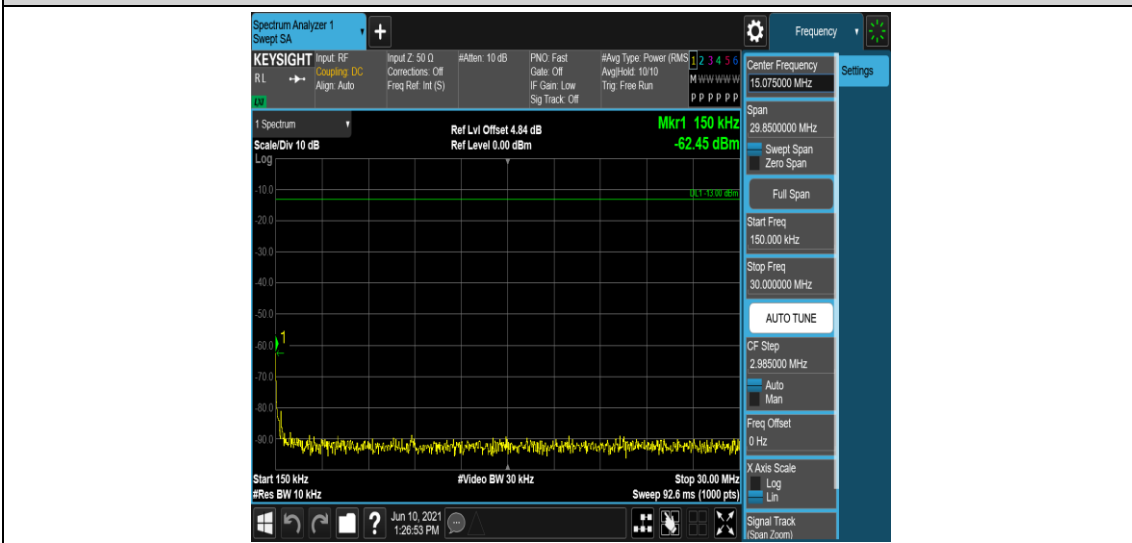 Spectrum Analyzer 1
Swept SA
+
Frequency
KEYSIGHT
RL
Input: RF
Coupling: DC
Align: Auto
Input Z: 50 Ω
Corrections: Off
Freq Ref: Int (S)
#Atten: 10 dB
PNO: Fast
Gate: Off
IF Gain: Low
Sig Track: Off
#Avg Type: Power (RMS
Avg|Hold: 10/10
Trig: Free Run
1 2 3 4 5 6
M W W W W W
P P P P P P
1 Spectrum
Scale/Div 10 dB
Ref Lvl Offset 4.84 dB
Ref Level 0.00 dBm
Mkr1 150 kHz
-62.45 dBm
Log
DL1 -13.00 dBm
-10.0
-20.0
-30.0
-40.0
-50.0
-60.0
-70.0
-80.0
-90.0
1
Start 150 kHz
#Res BW 10 kHz
#Video BW 30 kHz
Stop 30.00 MHz
Sweep 92.6 ms (1000 pts)
?
Jun 10, 2021
1:26:53 PM
Center Frequency
15.075000 MHz
Settings
Span
29.8500000 MHz
Swept Span
Zero Span
Full Span
Start Freq
150.000 kHz
Stop Freq
30.000000 MHz
AUTO TUNE
CF Step
2.985000 MHz
Auto
Man
Freq Offset
0 Hz
X Axis Scale
Log
Lin
Signal Track
(Span Zoom)